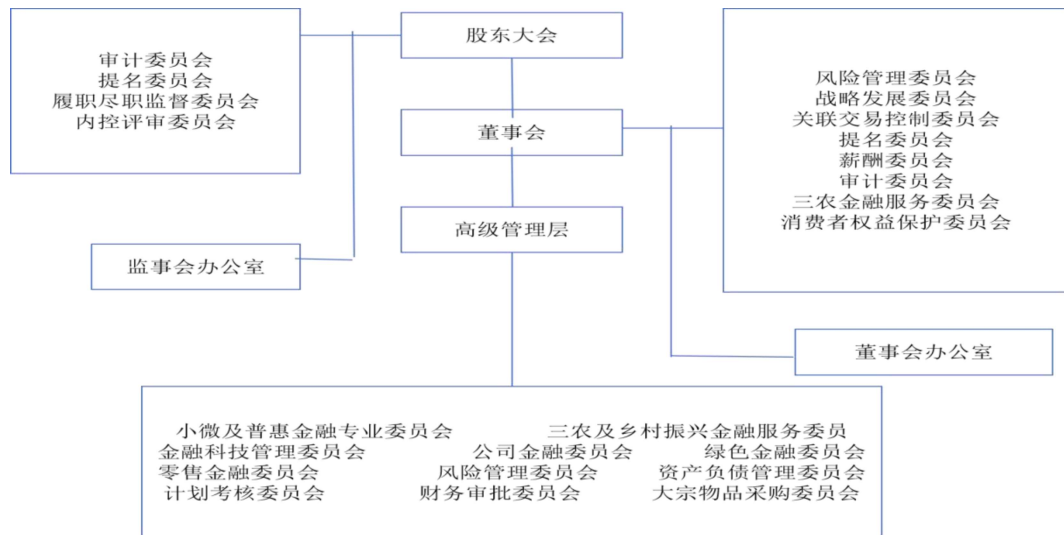 股东大会
审计委员会
提名委员会
履职尽职监督委员会
内控评审委员会
风险管理委员会
战略发展委员会
关联交易控制委员会
提名委员会
薪酬委员会
审计委员会
三农金融服务委员会
消费者权益保护委员会
董事会
高级管理层
监事会办公室
董事会办公室
小微及普惠金融专业委员会 三农及乡村振兴金融服务委员
金融科技管理委员会 公司金融委员会 绿色金融委员会
零售金融委员会 风险管理委员会 资产负债管理委员会
计划考核委员会 财务审批委员会 大宗物品采购委员会